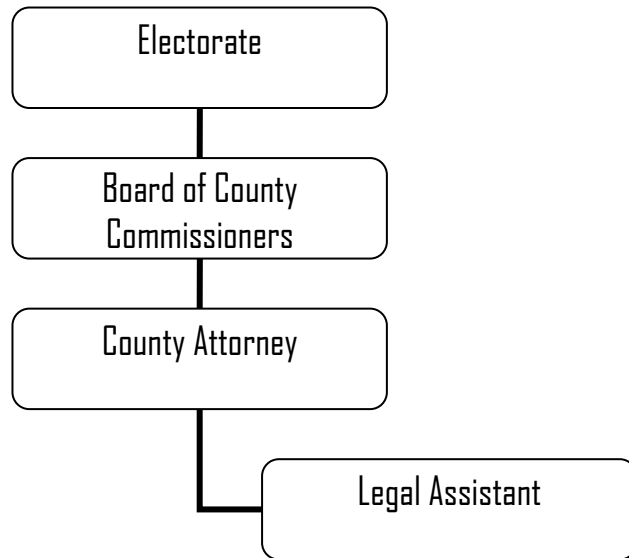 Electorate
Board of County
Commissioners
County Attorney
Legal Assistant